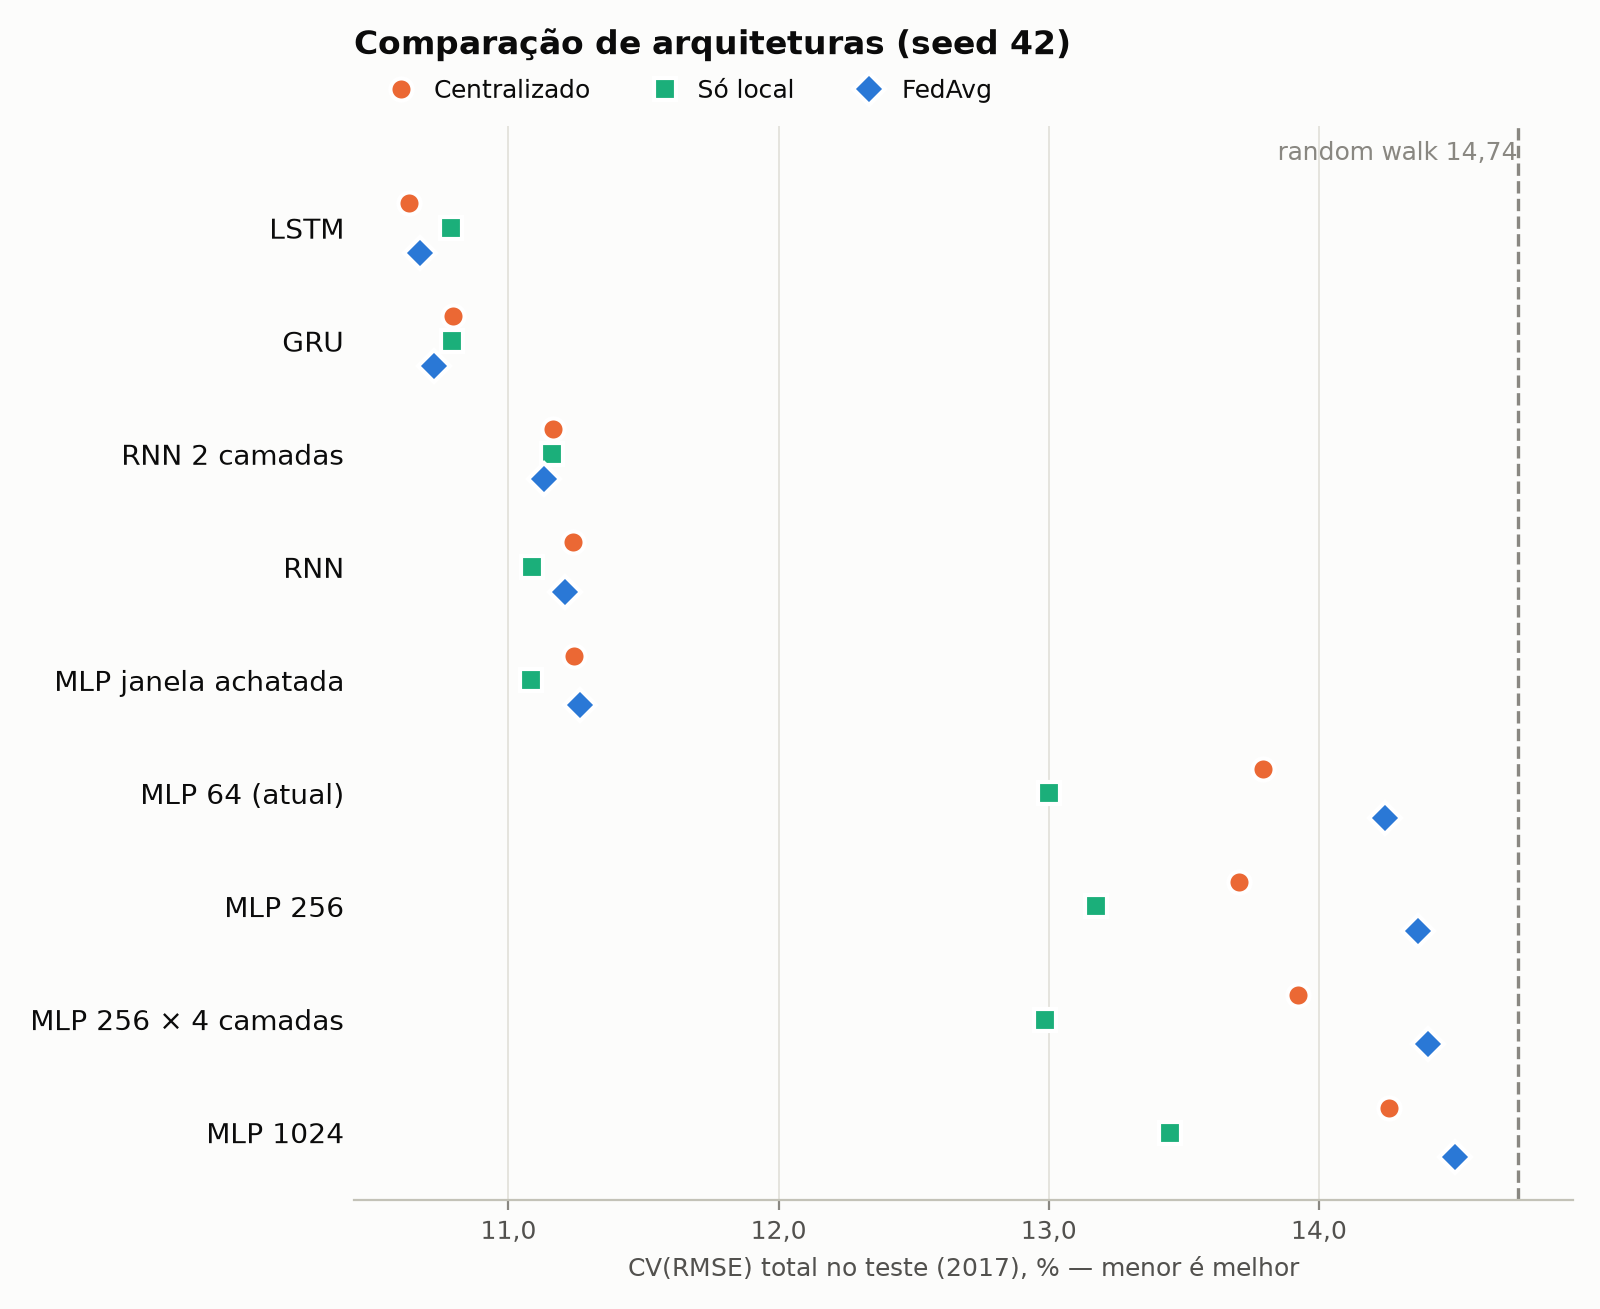 Comparação de arquiteturas (seed 42)
Centralizado Só local FedAvg
random walk 14,74
LSTM
GRU
RNN 2 camadas
RNN
MLP janela achatada
MLP 64 (atual)
MLP 256
MLP 256 × 4 camadas
MLP 1024
11,0 12,0 13,0 14,0
CV(RMSE) total no teste (2017), % — menor é melhor